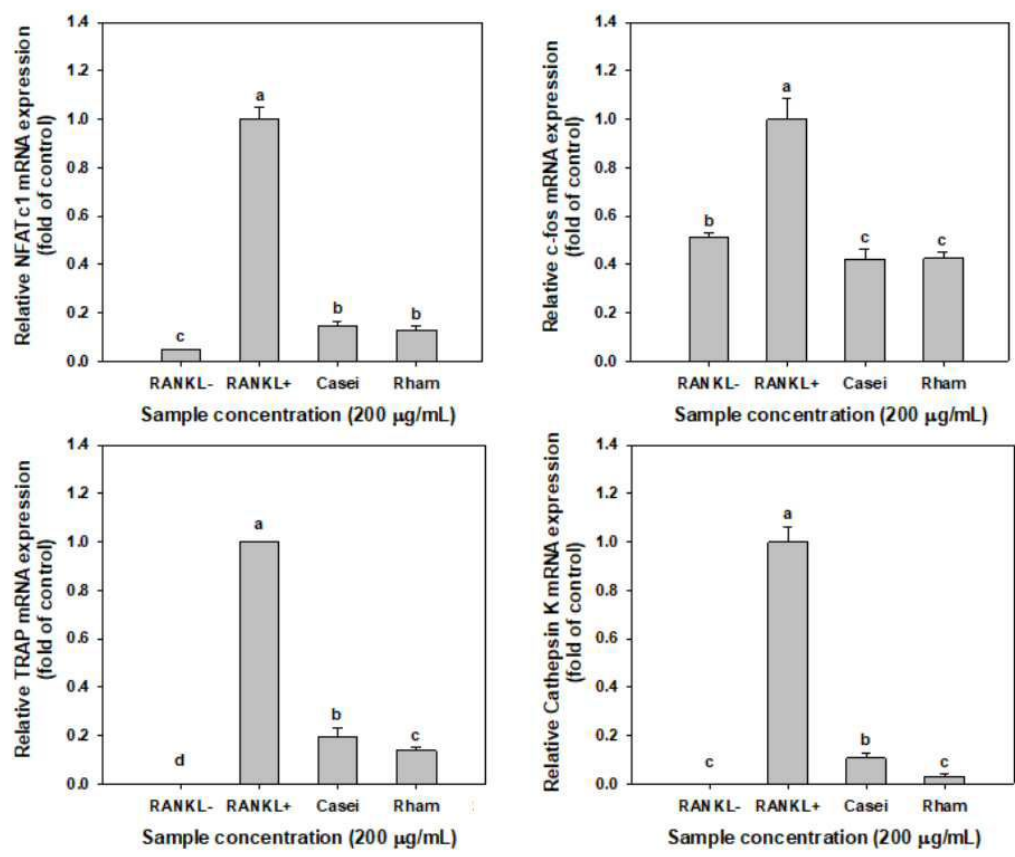 Relative NFATc1 mRNA expression
(fold of control)
1.4
1.2
1.0
0.8
0.6
0.4
0.2
0.0
c
a
b
b
RANKL- RANKL+ Casei Rham
Sample concentration (200 μg/mL)
Relative c-fos mRNA expression
(fold of control)
1.4
1.2
1.0
0.8
0.6
0.4
0.2
0.0
b
a
c
c
RANKL- RANKL+ Casei Rham
Sample concentration (200 μg/mL)
Relative TRAP mRNA expression
(fold of control)
1.4
1.2
1.0
0.8
0.6
0.4
0.2
0.0
d
a
b
c
RANKL- RANKL+ Casei Rham
Sample concentration (200 μg/mL)
Relative Cathepsin K mRNA expression
(fold of control)
1.4
1.2
1.0
0.8
0.6
0.4
0.2
0.0
c
a
b
c
RANKL- RANKL+ Casei Rham
Sample concentration (200 μg/mL)